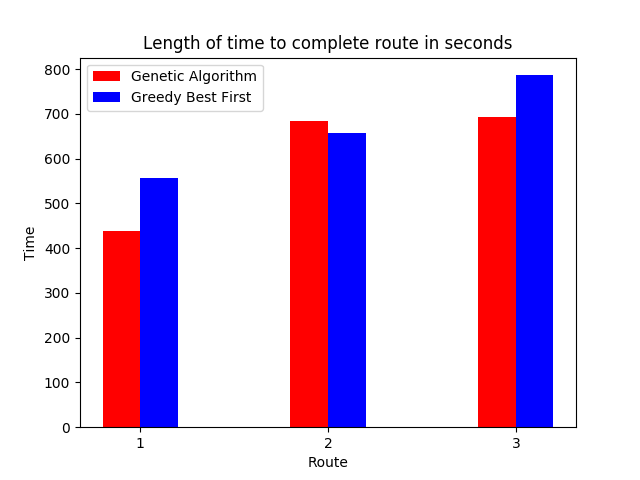 Length of time to complete route in seconds
Genetic Algorithm
Greedy Best First
800
700
600
500
400
300
200
100
0
Time
1 2 3
Route